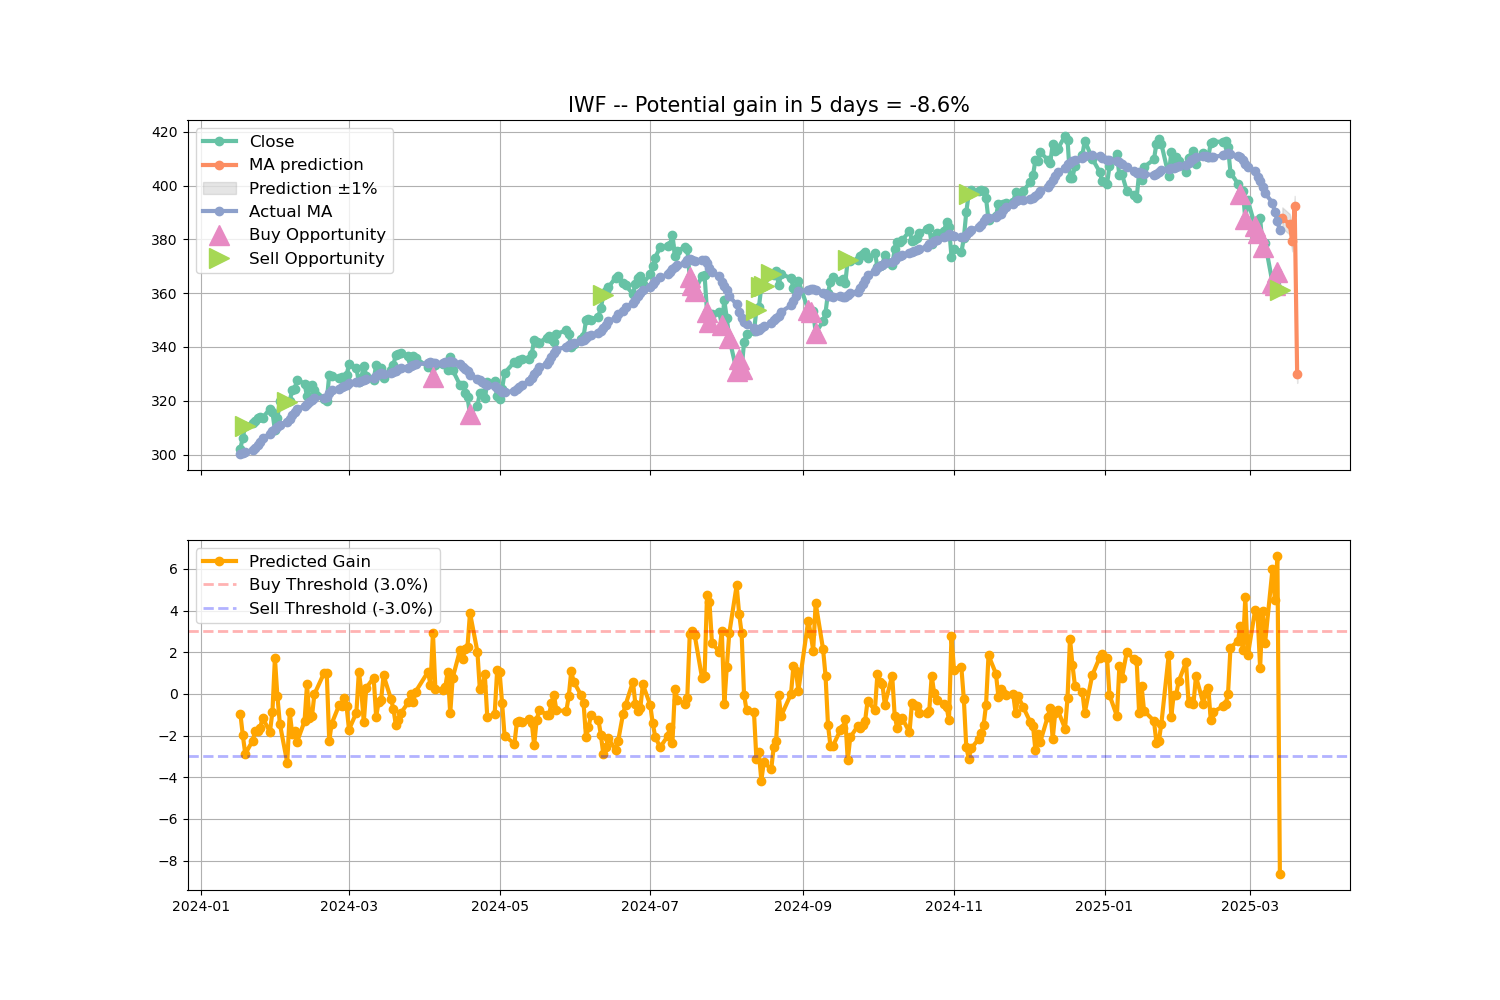 IWF -- Potential gain in 5 days = -8.6%
420
400
380
360
340
320
300
Close
MA prediction
Prediction ±1%
Actual MA
Buy Opportunity
Sell Opportunity
6
4
2
0
−2
−4
−6
−8
Predicted Gain
Buy Threshold (3.0%)
Sell Threshold (-3.0%)
2024-01
2024-03
2024-05
2024-07
2024-09
2024-11
2025-01
2025-03